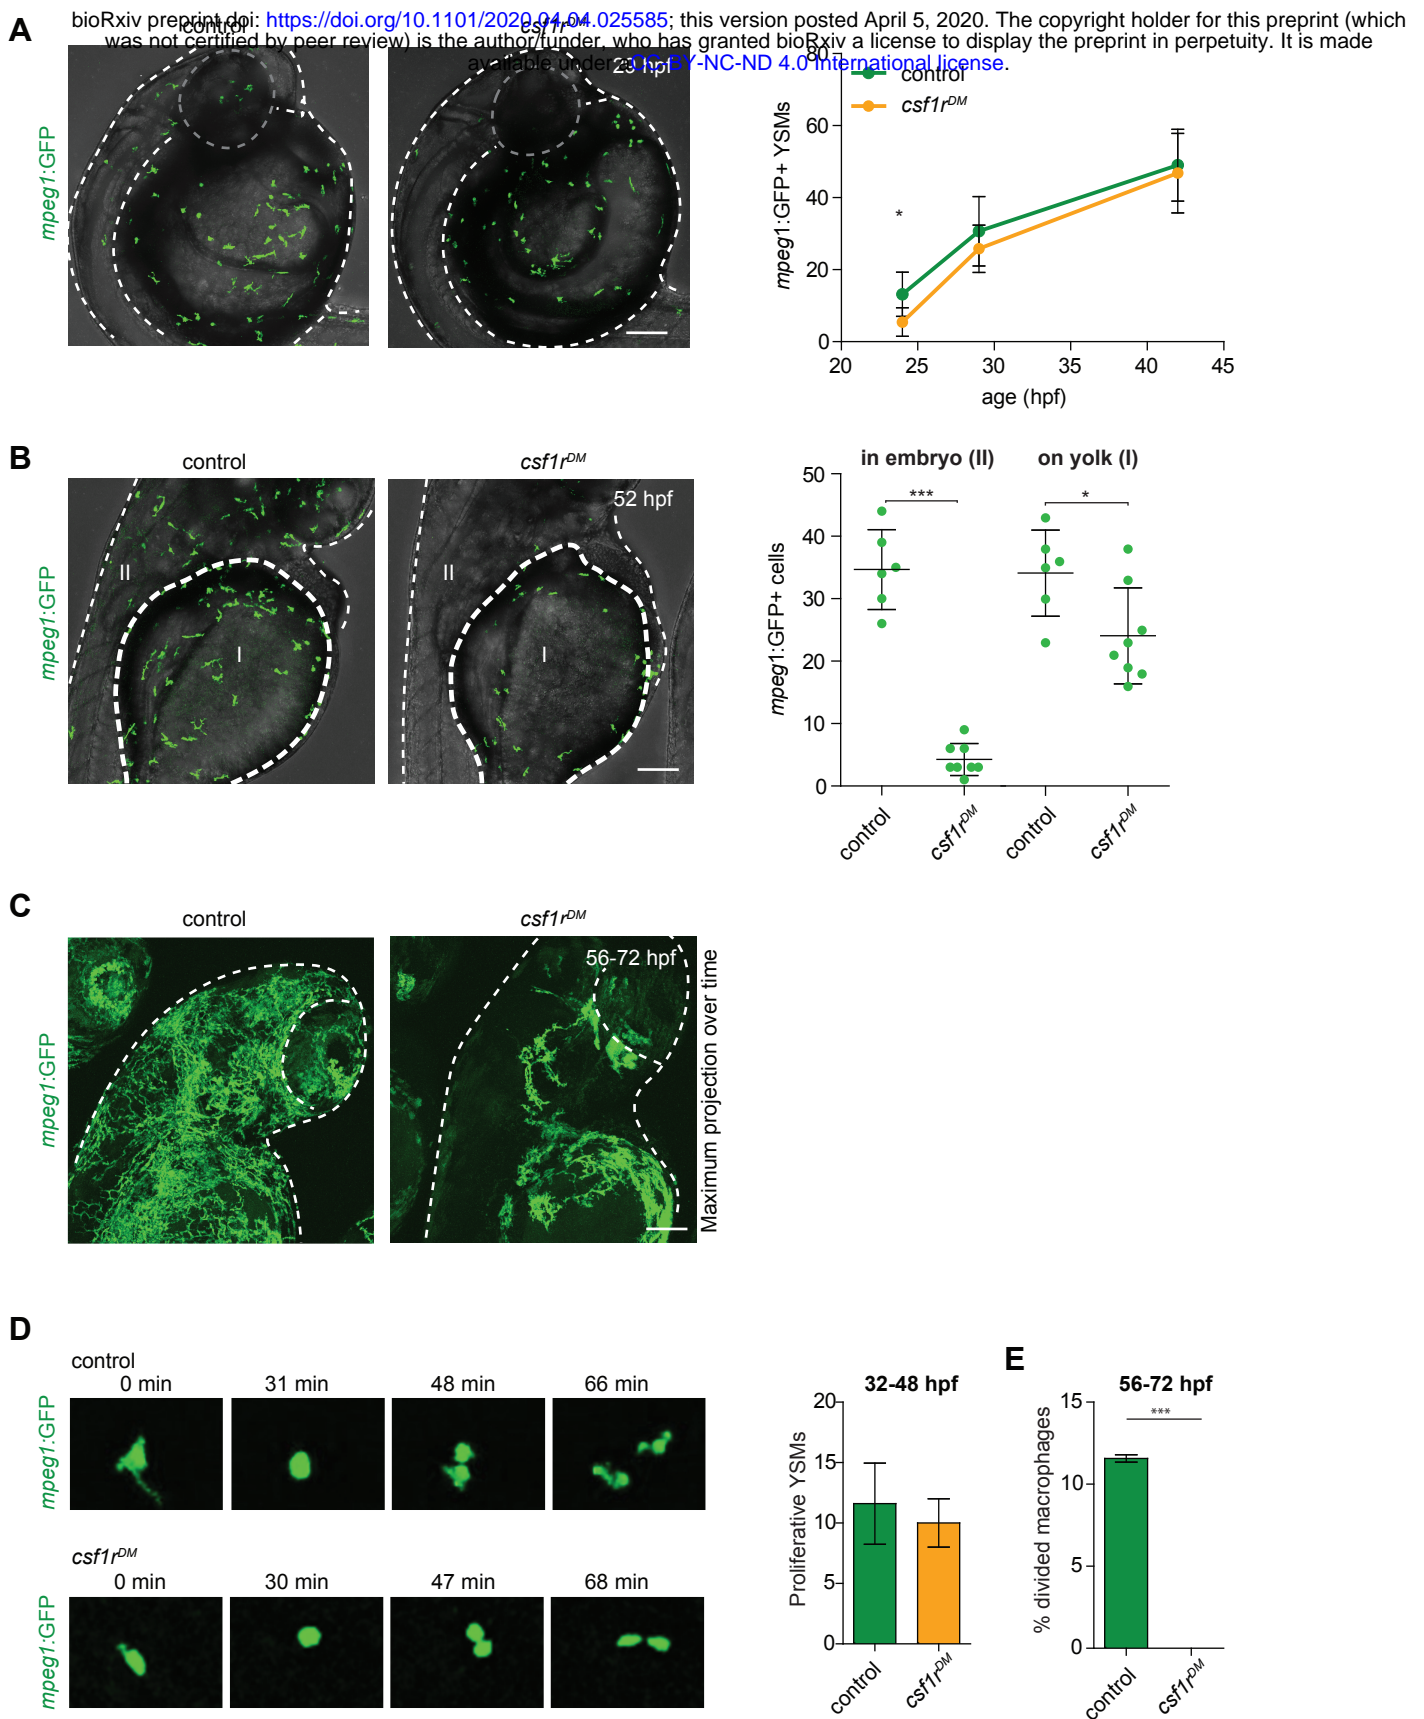 bioRxiv preprint doi: https://doi.org/10.1101/2020.04.04.025585; this version posted April 5, 2020. The copyright holder for this preprint (which
was not certified by peer review) is the author/funder, who has granted bioRxiv a license to display the preprint in perpetuity. It is made
available under aCC-BY-NC-ND 4.0 International license.
A
control
csf1rDM
29 hpf
mpeg1:GFP
80
60
40
20
0
mpeg1:GFP+ YSMs
control
csf1rDM
*
20 25 30 35 40 45
age (hpf)
B
control
csf1rDM
52 hpf
mpeg1:GFP
II
I
II
I
in embryo (II)
on yolk (I)
***
*
50
40
30
20
10
0
mpeg1:GFP+ cells
control
csf1rDM
control
csf1rDM
C
control
csf1rDM
56-72 hpf
mpeg1:GFP
Maximum projection over time
D
control
0 min 31 min 48 min 66 min
mpeg1:GFP
csf1rDM
0 min 30 min 47 min 68 min
mpeg1:GFP
32-48 hpf
20
15
10
5
0
Proliferative YSMs
control
csf1rDM
E
56-72 hpf
***
15
10
5
0
% divided macrophages
control
csf1rDM